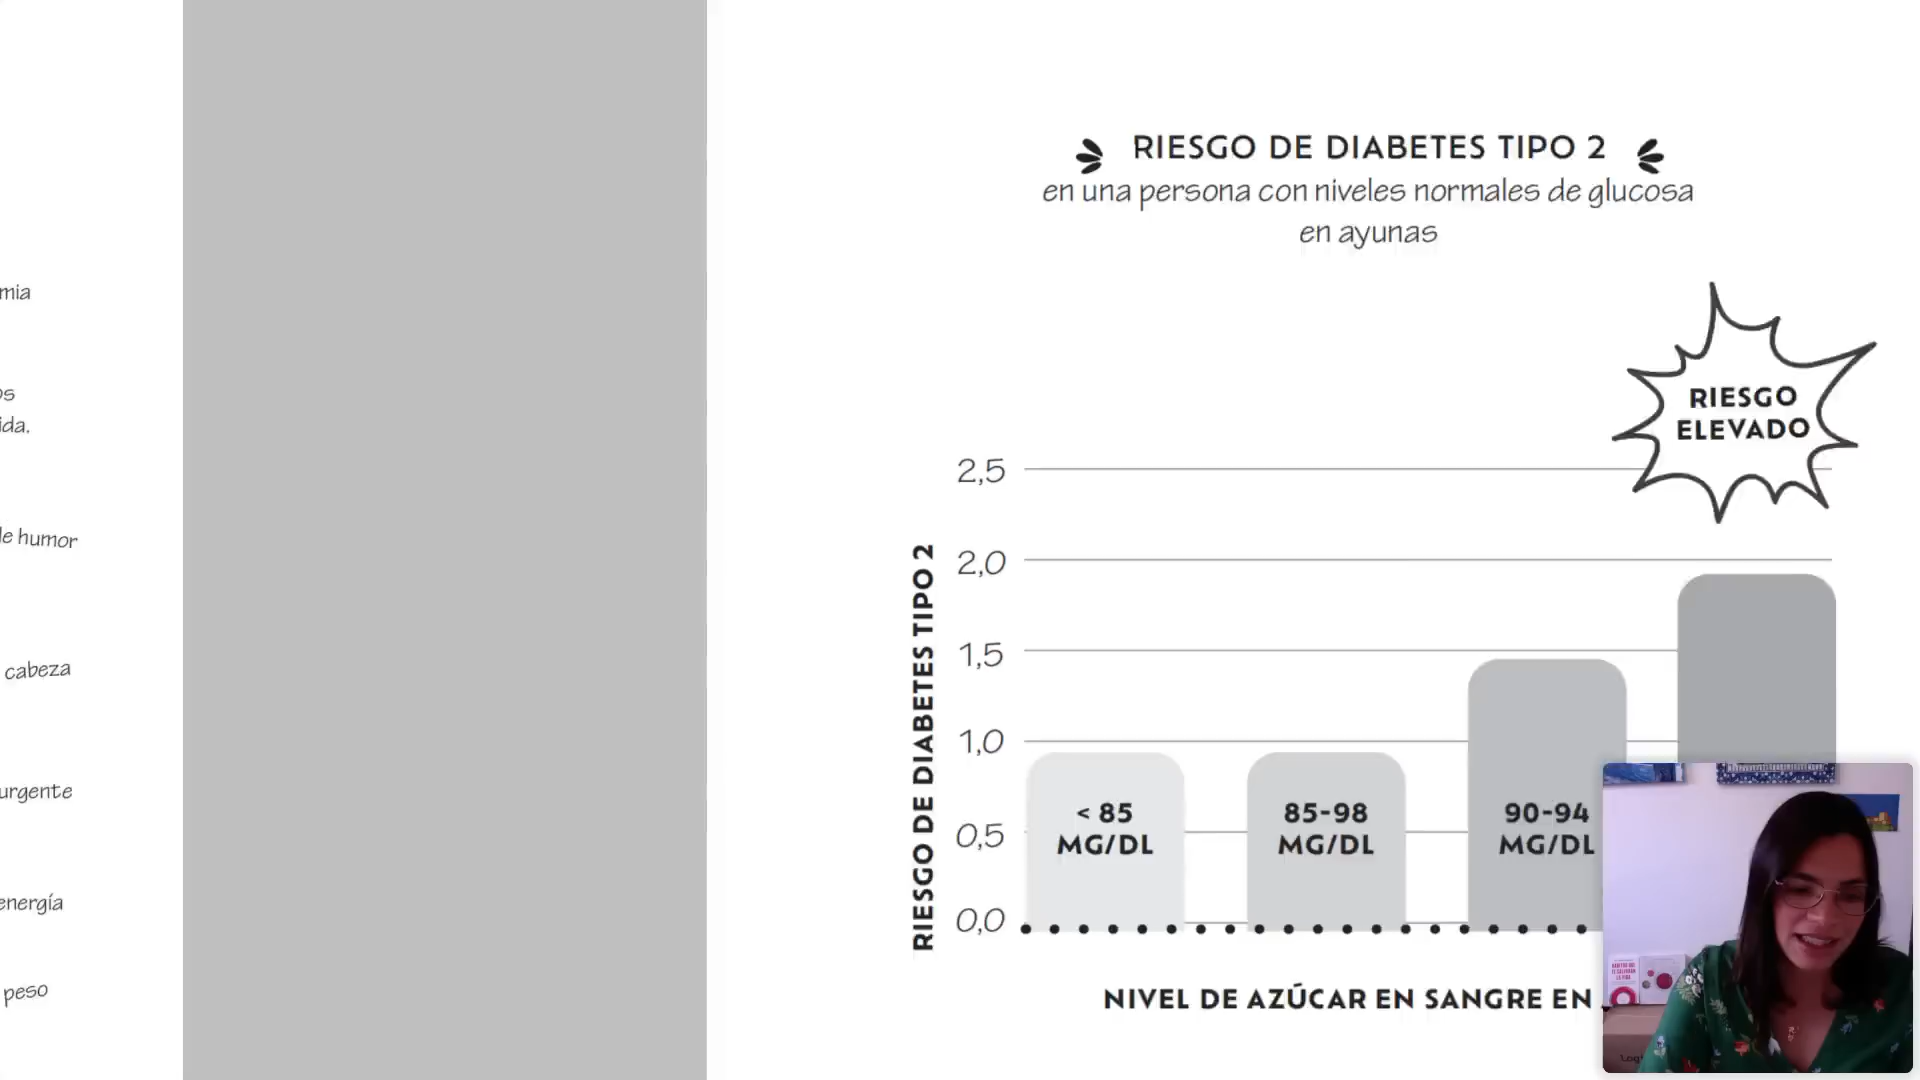 mia
os
ida.
de humor
cabeza
urgente
energía
peso
RIESGO DE DIABETES TIPO 2
en una persona con niveles normales de glucosa
en ayunas
RIESGO
ELEVADO
RIESGO DE DIABETES TIPO 2
2,5
2,0
1,5
1,0
0,5
0,0
< 85
MG/DL
85-98
MG/DL
90-94
MG/DL
NIVEL DE AZÚCAR EN SANGRE EN